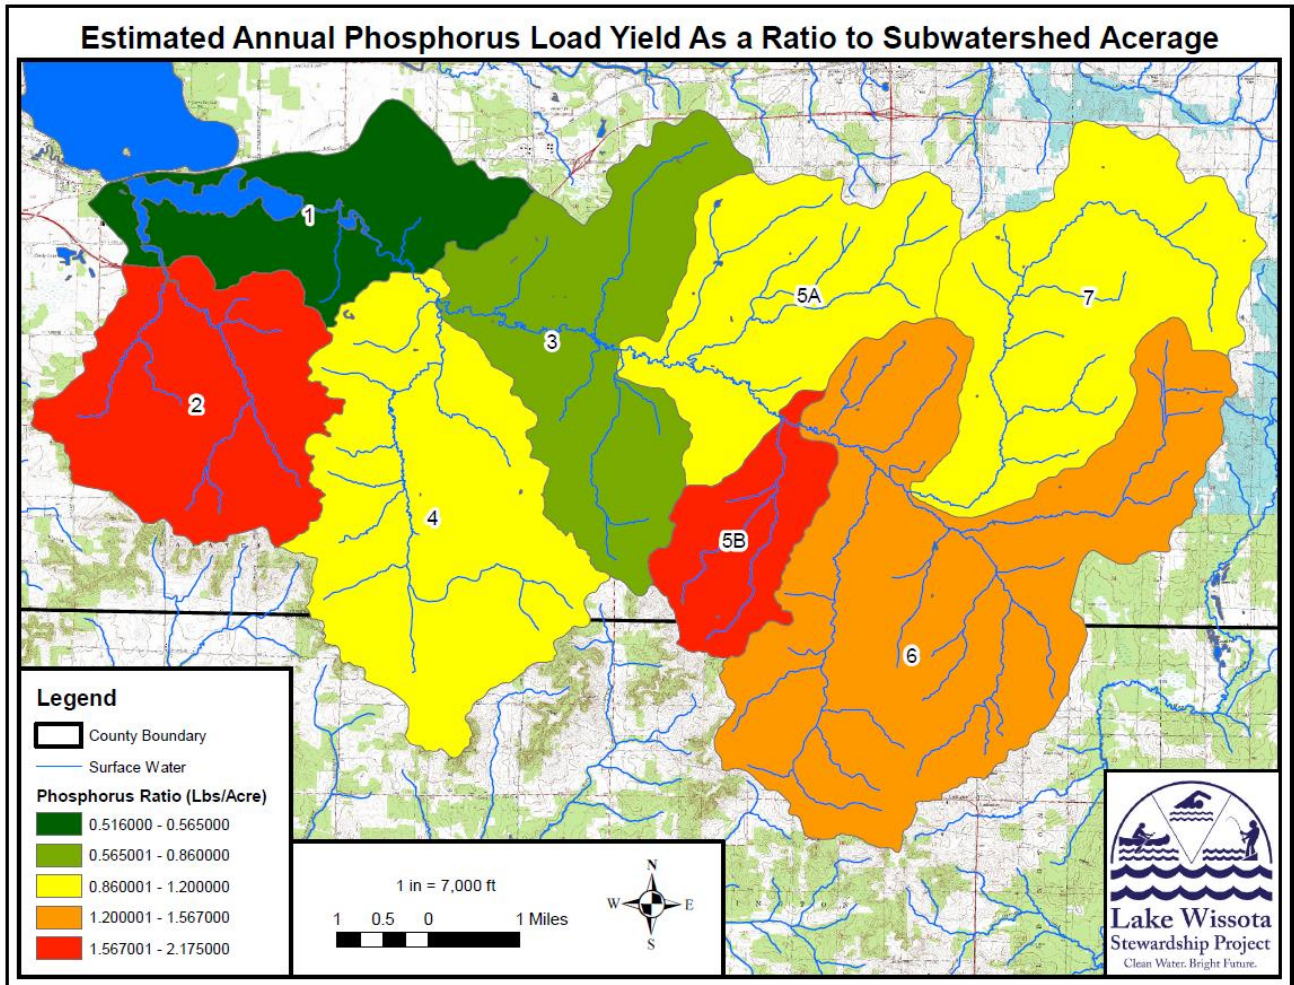 Estimated Annual Phosphorus Load Yield As a Ratio to Subwatershed Acerage
1
2
3
4
5A
5B
6
7
Legend
County Boundary
Surface Water
Phosphorus Ratio (Lbs/Acre)
0.516000 - 0.565000
0.565001 - 0.860000
0.860001 - 1.200000
1.200001 - 1.567000
1.567001 - 2.175000
1 in = 7,000 ft
1 0.5 0 1 Miles
N
W E
S
Lake Wissota
Stewardship Project
Clean Water. Bright Future.